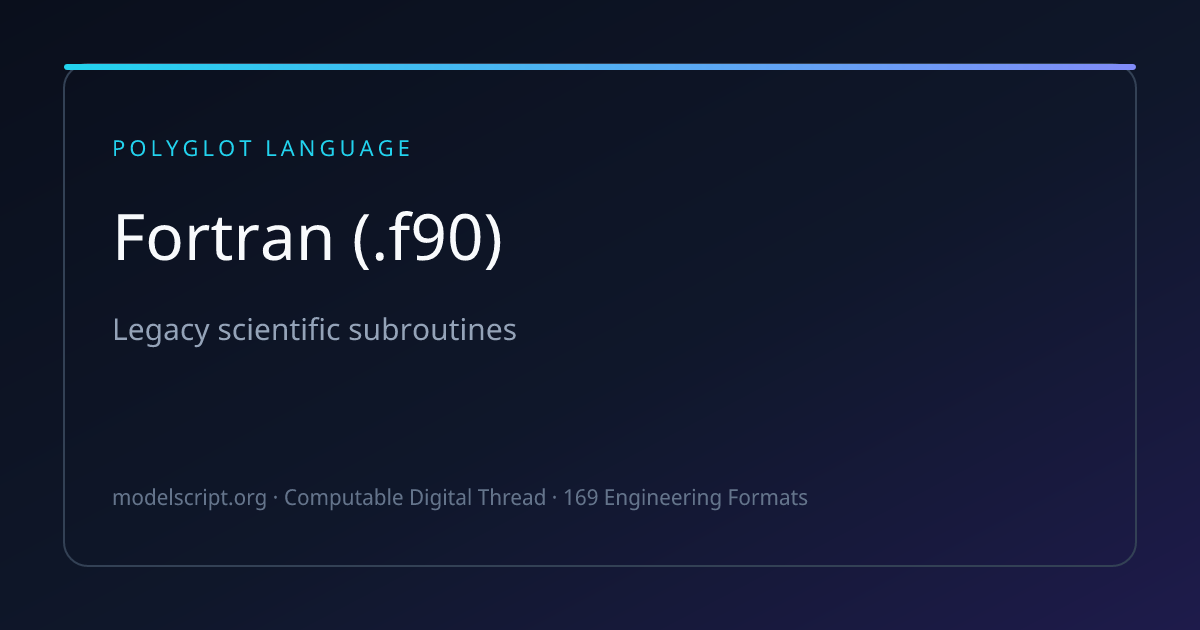 POLYGLOT LANGUAGE
Fortran (.f90)
Legacy scientific subroutines
modelscript.org · Computable Digital Thread · 169 Engineering Formats